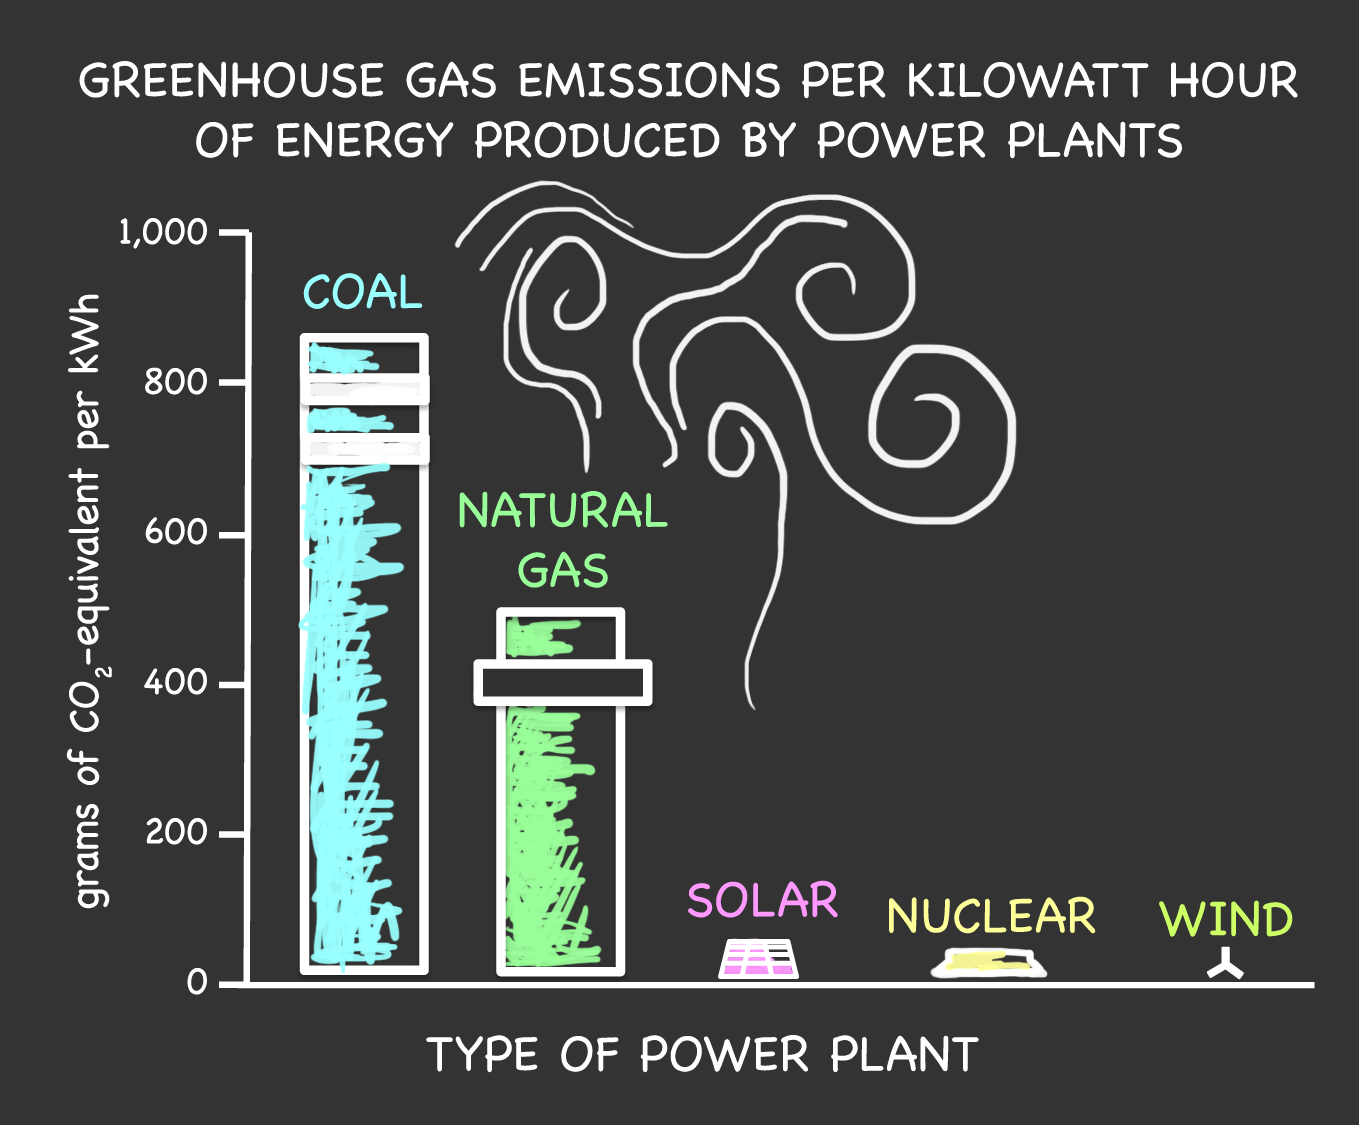 GREENHOUSE GAS EMISSIONS PER KILOWATT HOUR
OF ENERGY PRODUCED BY POWER PLANTS
grams of CO₂-equivalent per kWh
1,000
800
600
400
200
0
COAL
NATURAL
GAS
SOLAR
NUCLEAR
WIND
TYPE OF POWER PLANT